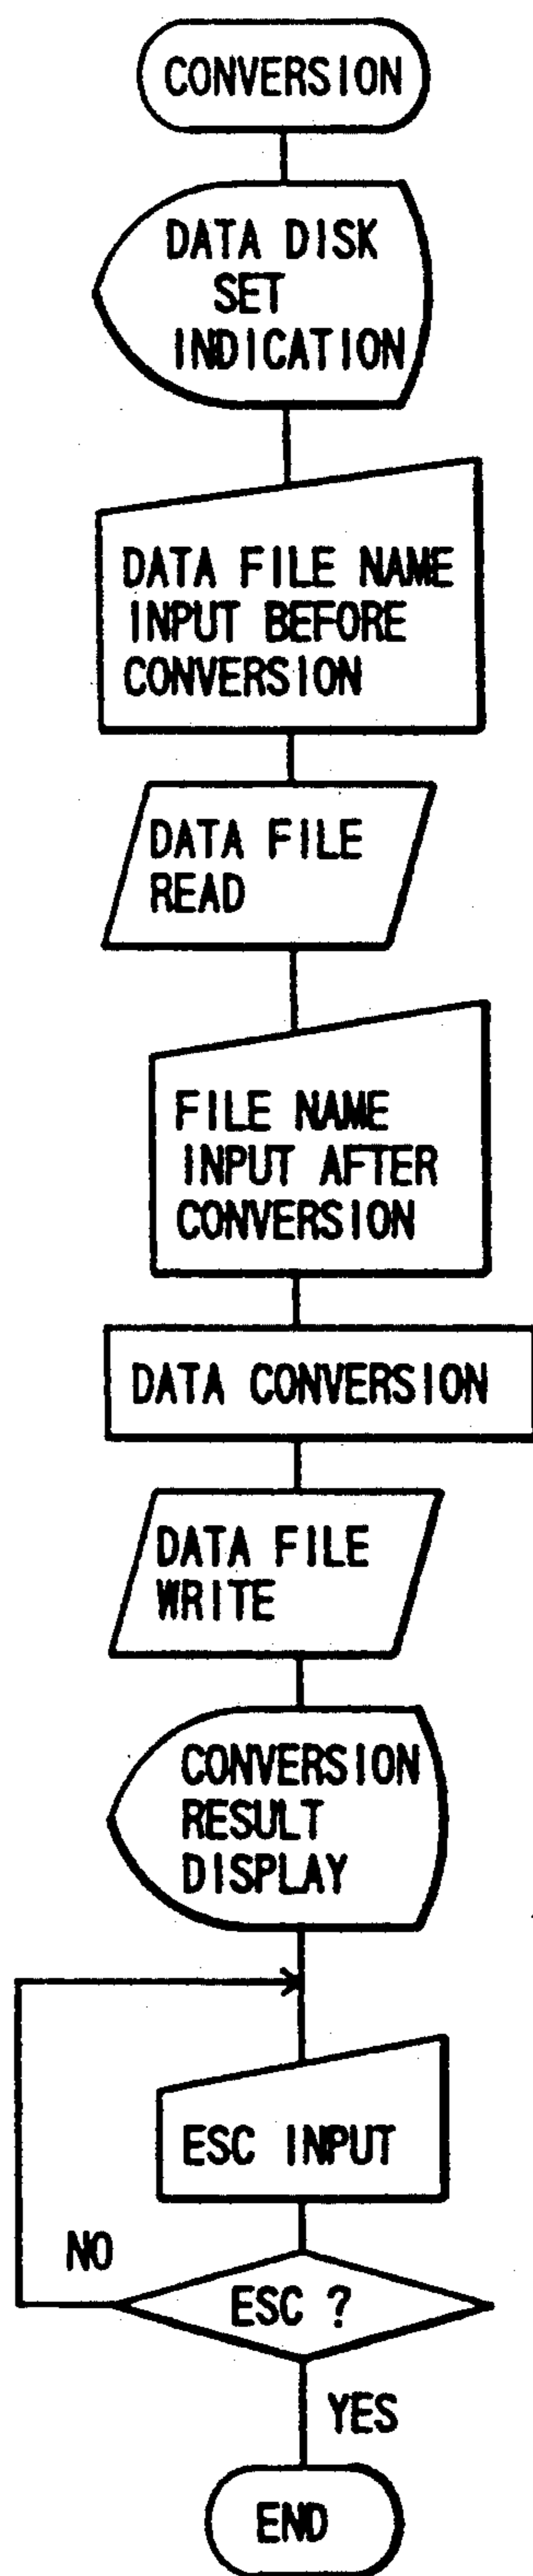 CONVERSION
DATA DISK
SET
INDICATION
DATA FILE NAME
INPUT BEFORE
CONVERSION
DATA FILE
READ
FILE NAME
INPUT AFTER
CONVERSION
DATA CONVERSION
DATA FILE
WRITE
CONVERSION
RESULT
DISPLAY
ESC INPUT
NO
ESC ?
YES
END